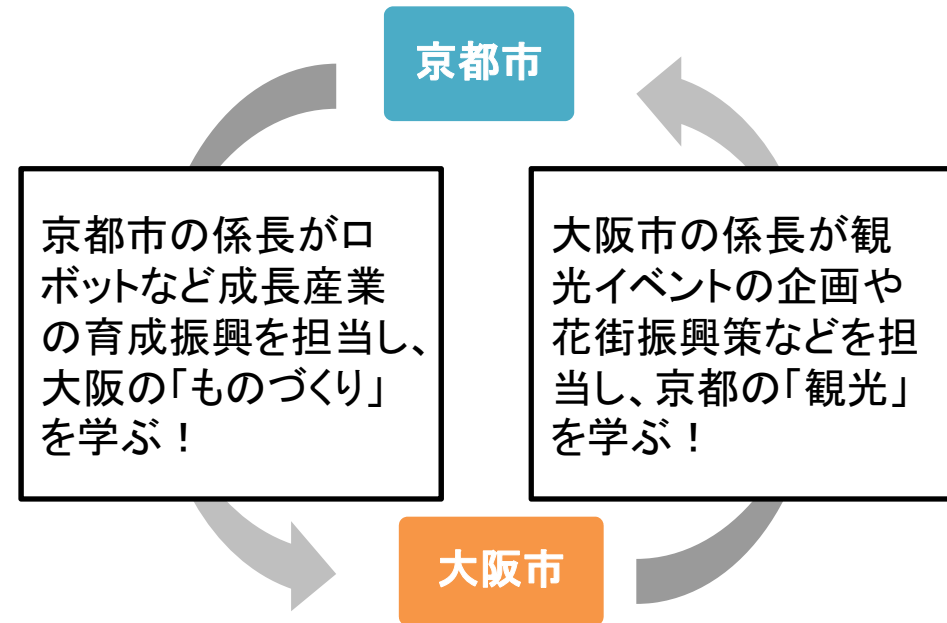 京都市
京都市の係長がロ
ボットなど成長産業
の育成振興を担当し、
大阪の「ものづくり」
を学ぶ！
大阪市の係長が観
光イベントの企画や
花街振興策などを担
当し、京都の「観光」
を学ぶ！
大阪市